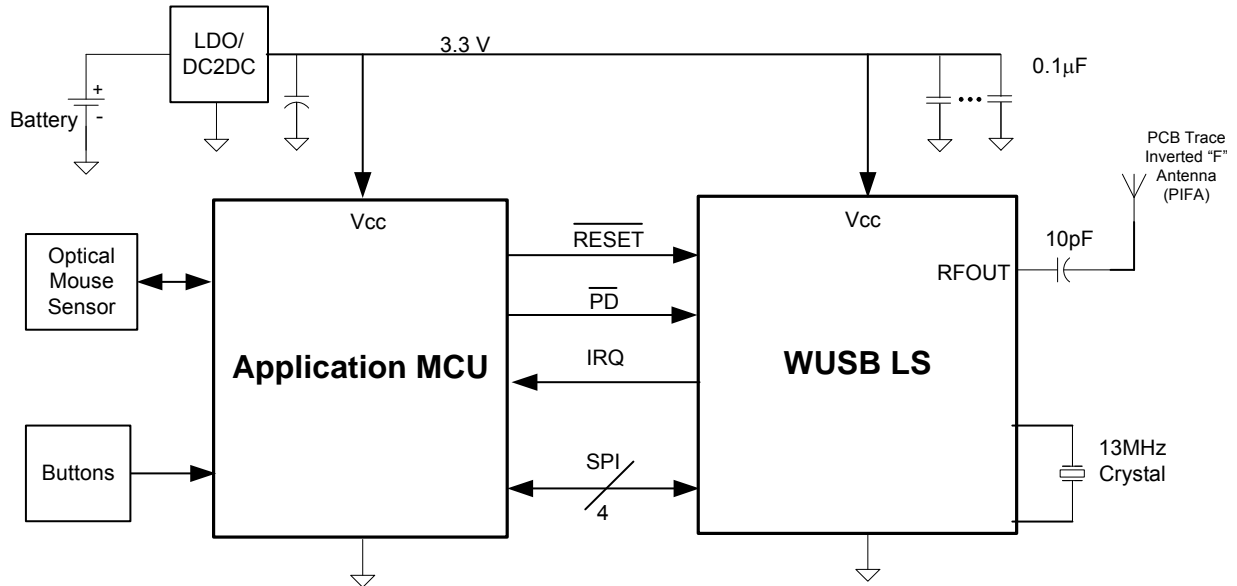 LDO/
DC2DC
3.3 V
0.1μF
+
-
Battery
PCB Trace
Inverted “F”
Antenna
(PIFA)
Vcc
Vcc
RESET
10pF
Optical
Mouse
Sensor
RFOUT
PD
Application MCU
IRQ
WUSB LS
Buttons
SPI
4
13MHz
Crystal